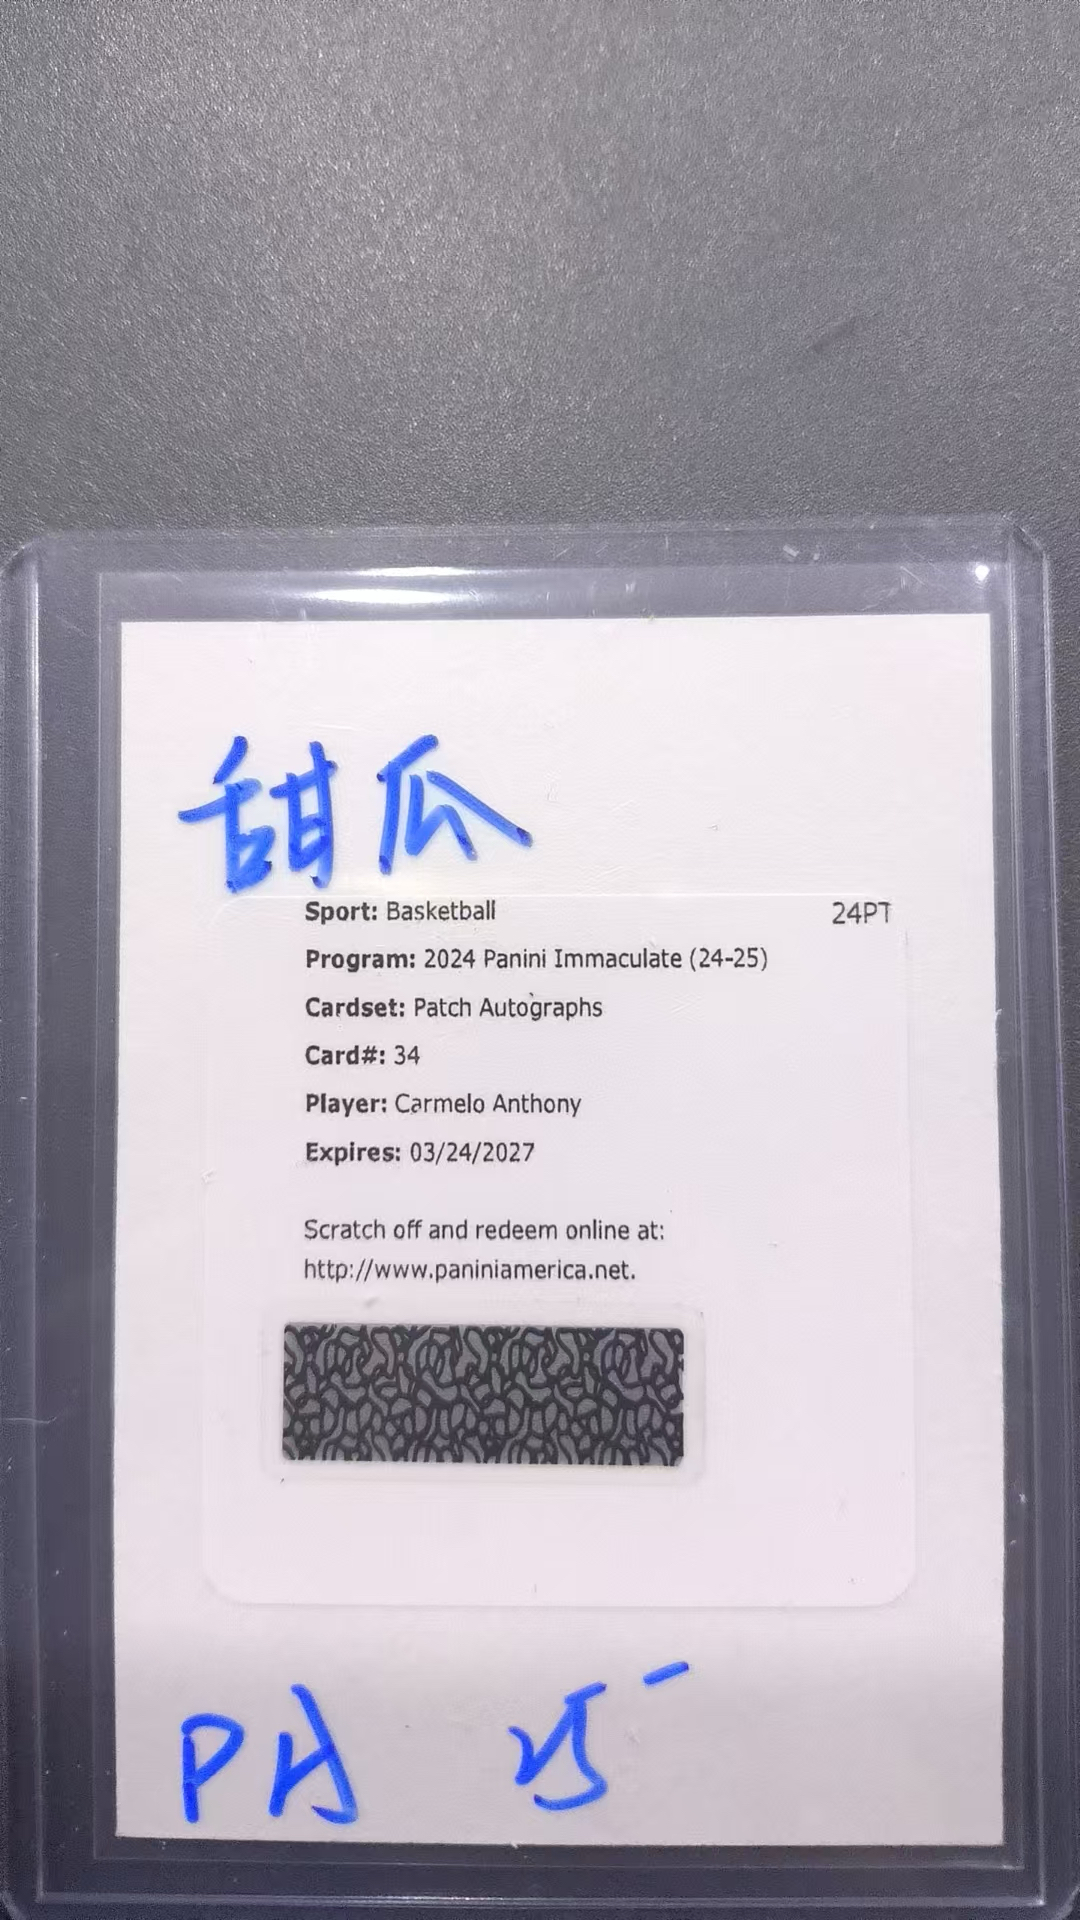 甜瓜
Sport: Basketball 24PT
Program: 2024 Panini Immaculate (24-25)
Cardset: Patch Autographs
Card#: 34
Player: Carmelo Anthony
Expires: 03/24/2027
Scratch off and redeem online at:
http://www.paniniamerica.net.
PA